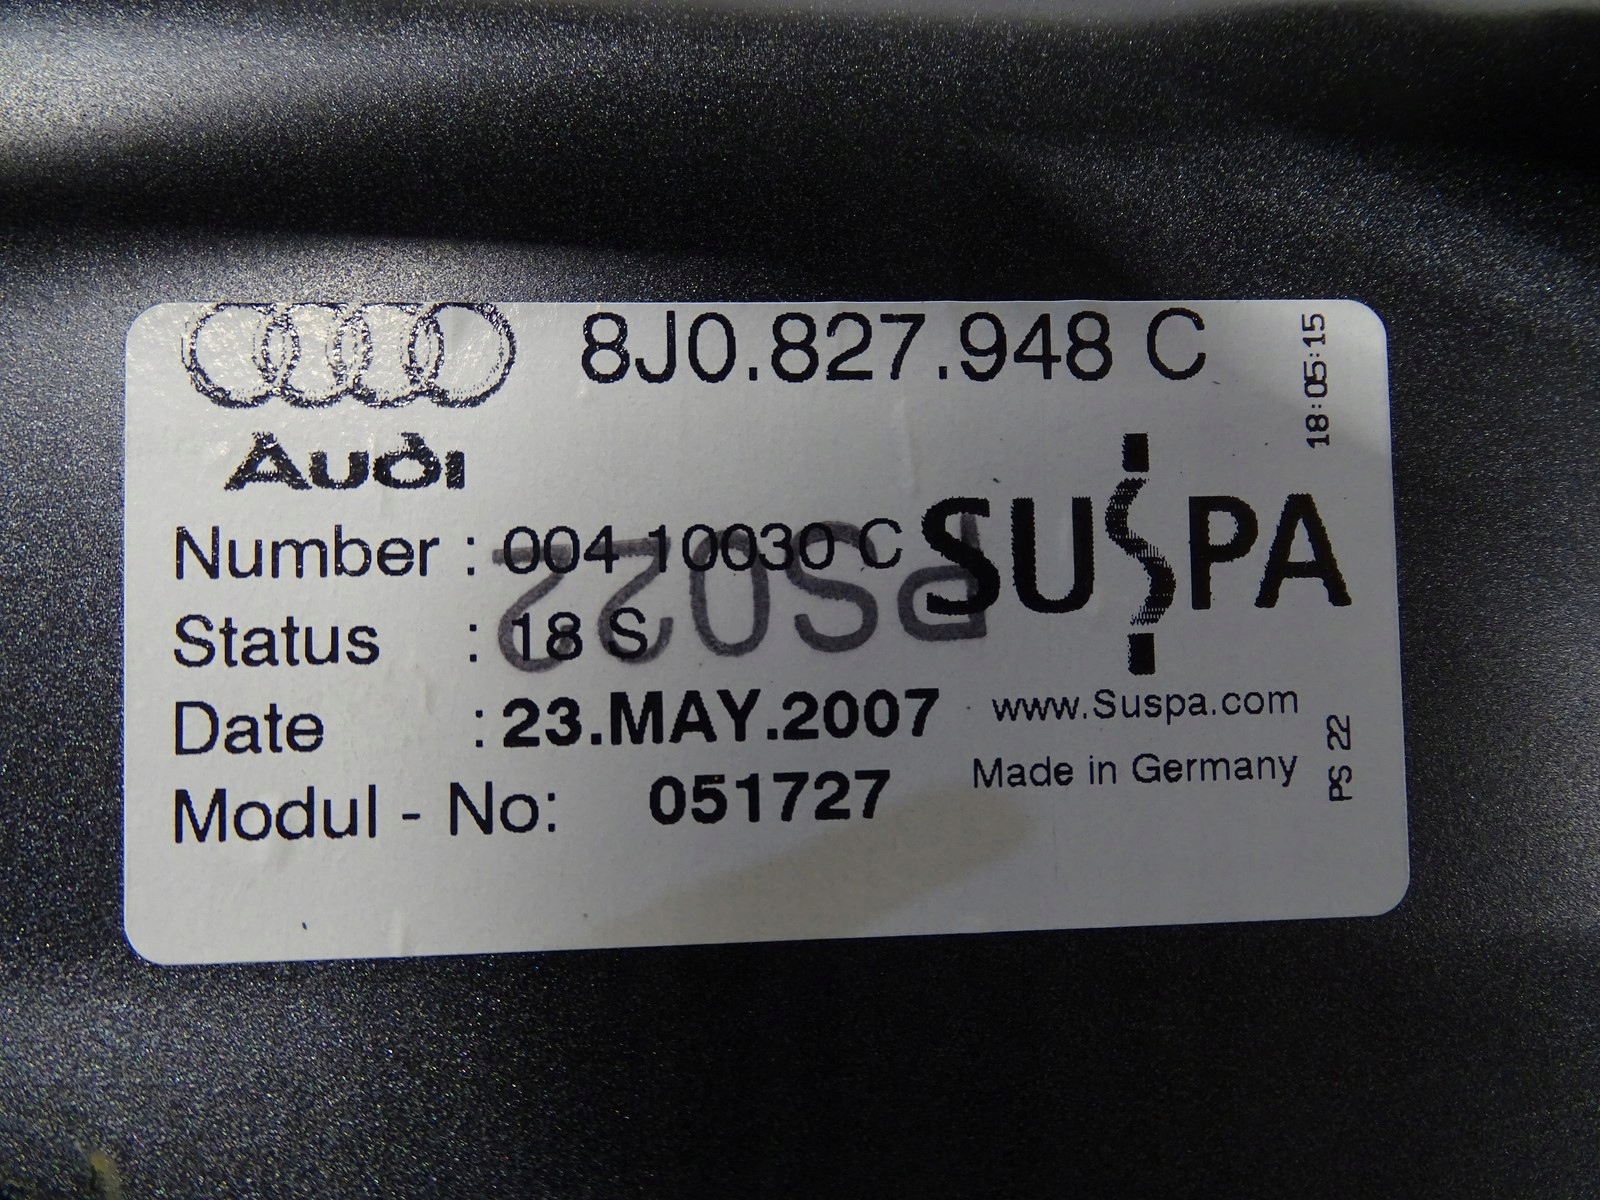 8J0.827.948 C
18:05:15
Audi
SUSPA
Number : 004 10030 C
PS022
Status : 18 S
Date : 23.MAY.2007
www.Suspa.com
Made in Germany
PS 22
Modul - No: 051727